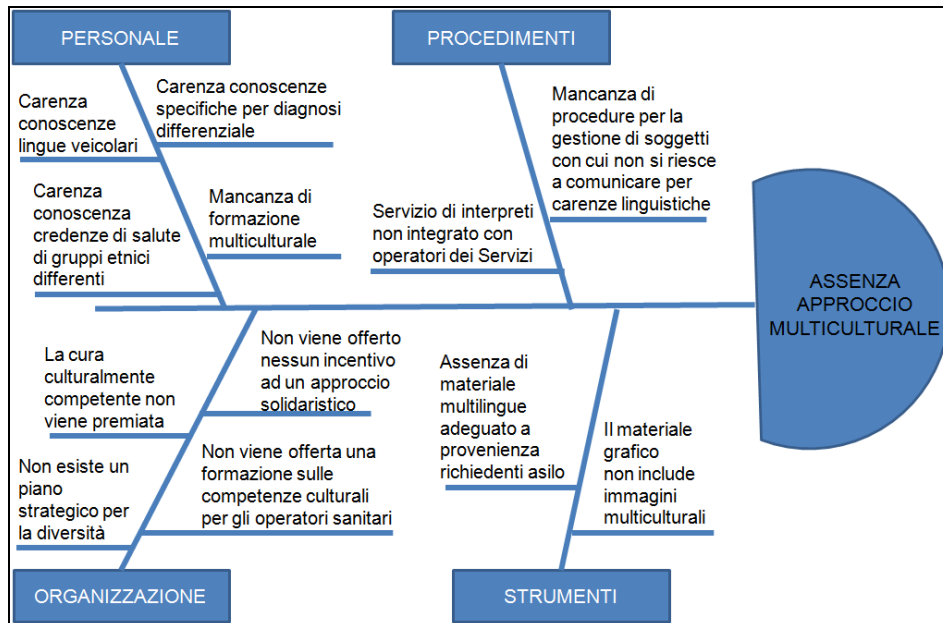 PERSONALE
PROCEDIMENTI
Carenza
conoscenze
lingue veicolari
Carenza conoscenze
specifiche per diagnosi
differenziale
Mancanza di
procedure per la
gestione di soggetti
con cui non si riesce
a comunicare per
carenze linguistiche
Carenza
conoscenza
credenze di salute
di gruppi etnici
differenti
Mancanza di
formazione
multiculturale
Servizio di interpreti
non integrato con
operatori dei Servizi
ASSENZA
APPROCCIO
MULTICULTURALE
La cura
culturalmente
competente non
viene premiata
Non viene offerto
nessun incentivo
ad un approccio
solidaristico
Assenza di
materiale
multilingue
adeguato a
provenienza
richiedenti asilo
Il materiale
grafico
non include
immagini
multiculturali
Non esiste un
piano
strategico per
la diversità
Non viene offerta una
formazione sulle
competenze culturali
per gli operatori sanitari
ORGANIZZAZIONE
STRUMENTI